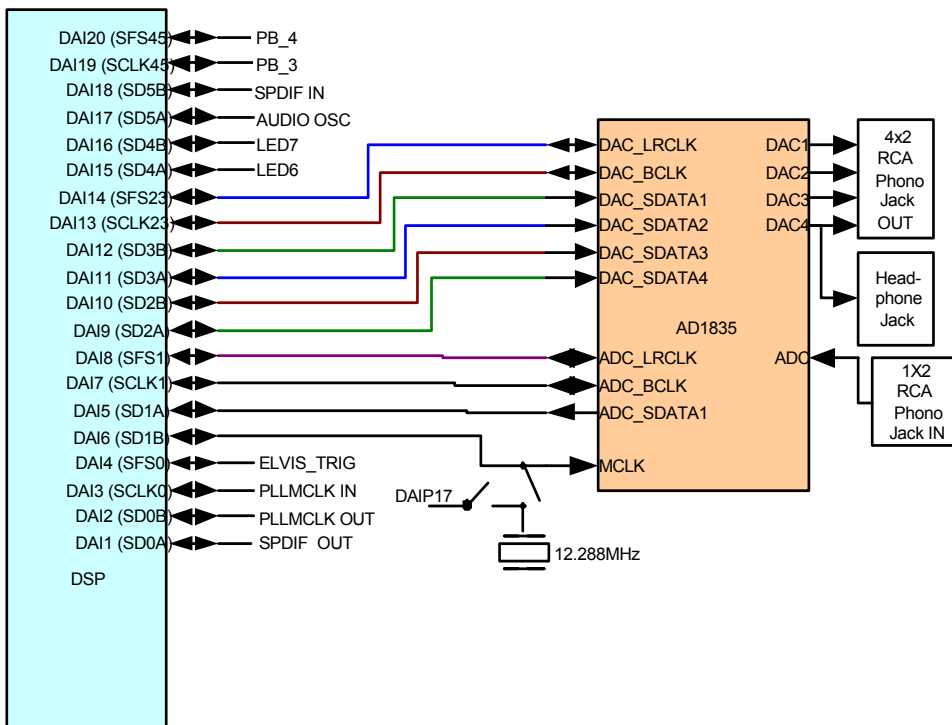 DAI20 (SFS45) PB_4
DAI19 (SCLK45) PB_3
DAI18 (SD5B) SPDIF IN
DAI17 (SD5A) AUDIO OSC
DAI16 (SD4B) LED7
DAI15 (SD4A) LED6
DAI14 (SFS23)
DAI13 (SCLK23)
DAI12 (SD3B)
DAI11 (SD3A)
DAI10 (SD2B)
DAI9 (SD2A)
DAI8 (SFS1)
DAI7 (SCLK1)
DAI5 (SD1A)
DAI6 (SD1B)
DAI4 (SFS0) ELVIS_TRIG
DAI3 (SCLK0) PLLMCLK IN
DAI2 (SD0B) PLLMCLK OUT
DAI1 (SD0A) SPDIF OUT
DSP
DAC_LRCLK
DAC_BCLK
DAC_SDATA1
DAC_SDATA2
DAC_SDATA3
DAC_SDATA4
AD1835
ADC_LRCLK
ADC_BCLK
ADC_SDATA1
MCLK
DAC1
DAC2
DAC3
DAC4
ADC
4x2
RCA
Phono
Jack
OUT
Head-
phone
Jack
1X2
RCA
Phono
Jack IN
DAIP17
12.288MHz